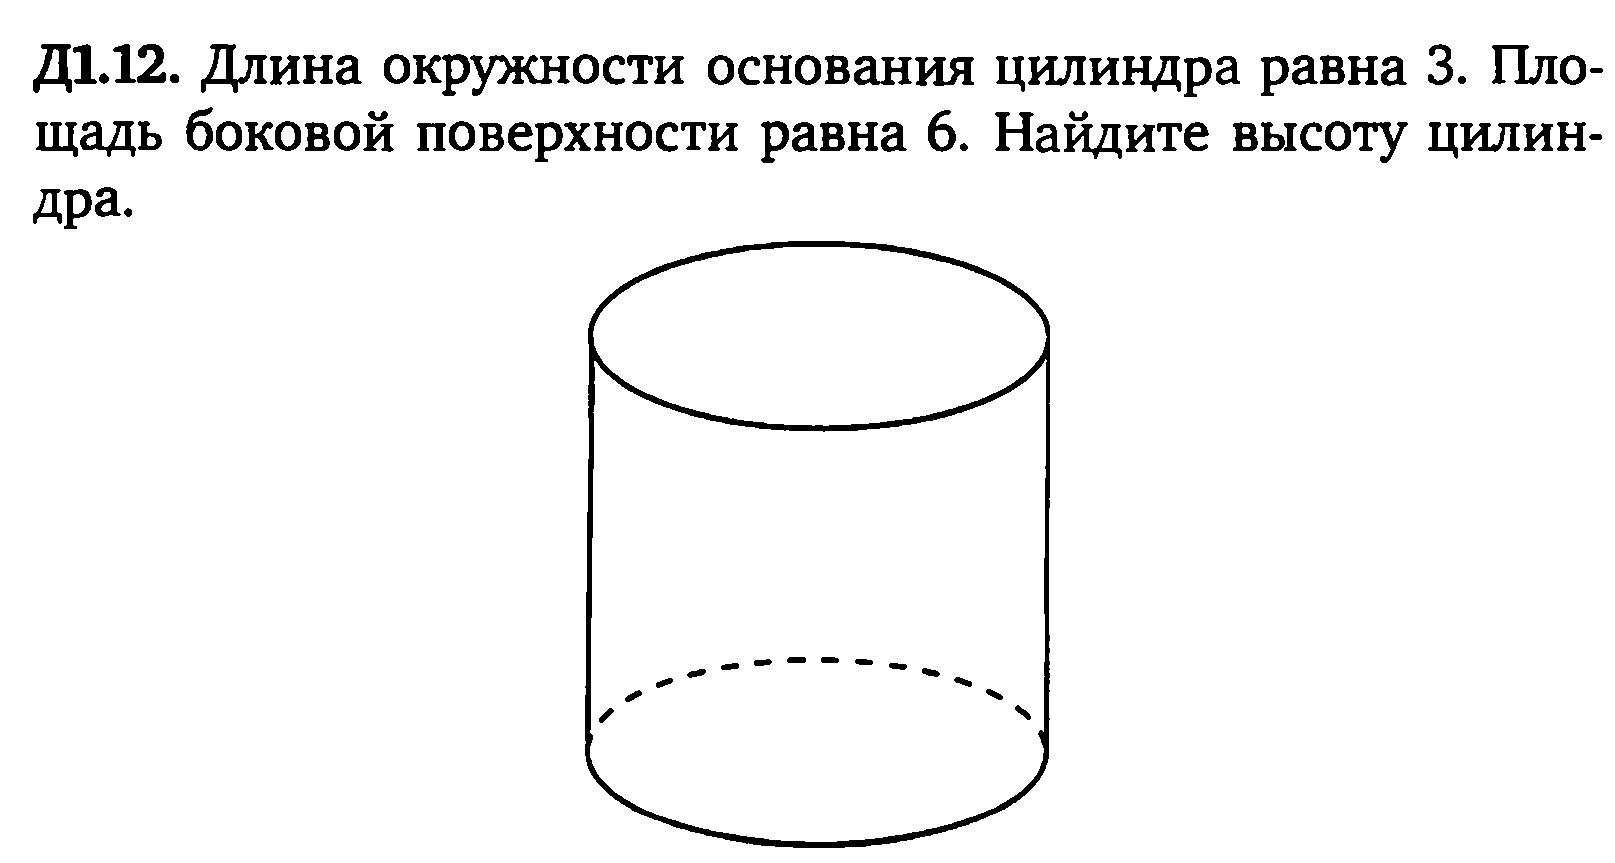 Д1.12. Длина окружности основания цилиндра равна 3. Пло-
щадь боковой поверхности равна 6. Найдите высоту цилин-
дра.